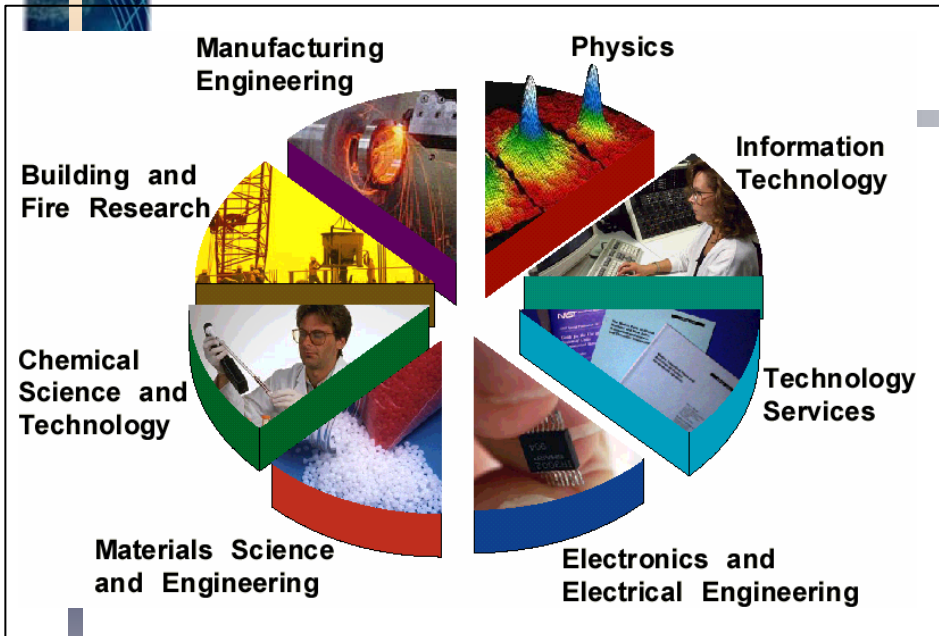 Manufacturing
Engineering
Physics
Building and
Fire Research
Information
Technology
Chemical
Science and
Technology
Technology
Services
Materials Science
and Engineering
Electronics and
Electrical Engineering